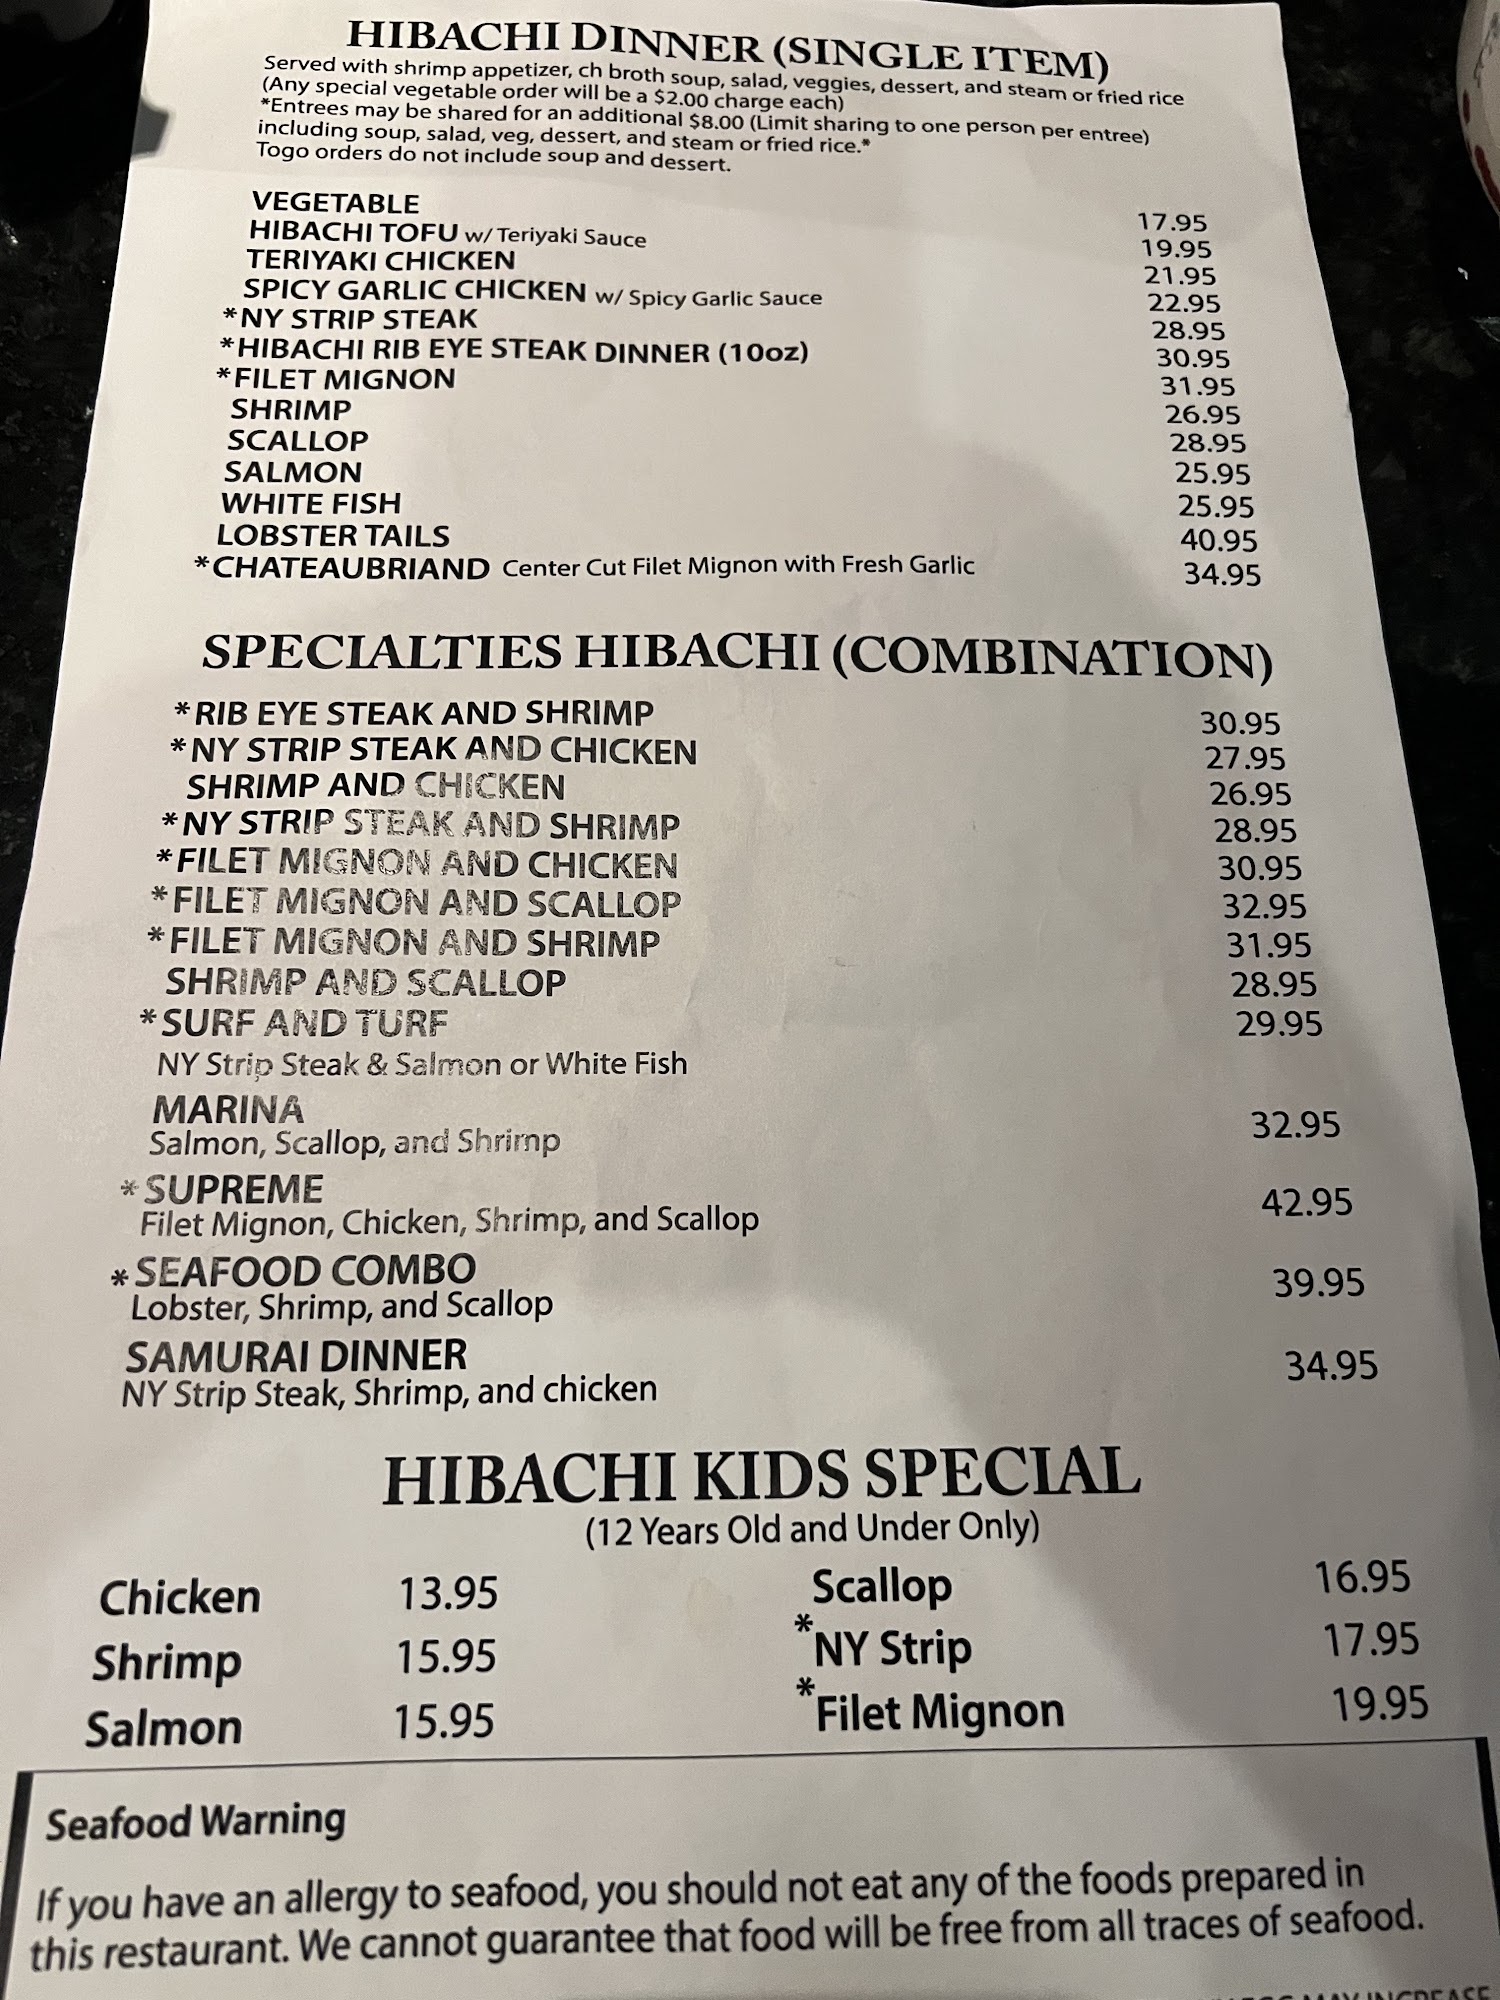 HIBACHI DINNER (SINGLE ITEM)
Served with shrimp appetizer, ch broth soup, salad, veggies, dessert, and steam or fried rice
(Any special vegetable order will be a $2.00 charge each)
*Entrees may be shared for an additional $8.00 (Limit sharing to one person per entree)
including soup, salad, veg, dessert, and steam or fried rice.*
Togo orders do not include soup and dessert.
VEGETABLE 17.95
HIBACHI TOFU w/ Teriyaki Sauce 19.95
TERIYAKI CHICKEN 21.95
SPICY GARLIC CHICKEN w/ Spicy Garlic Sauce 22.95
*NY STRIP STEAK 28.95
*HIBACHI RIB EYE STEAK DINNER (10oz) 30.95
*FILET MIGNON 31.95
SHRIMP 26.95
SCALLOP 28.95
SALMON 25.95
WHITE FISH 25.95
LOBSTER TAILS 40.95
*CHATEAUBRIAND Center Cut Filet Mignon with Fresh Garlic 34.95
SPECIALTIES HIBACHI (COMBINATION)
*RIB EYE STEAK AND SHRIMP 30.95
*NY STRIP STEAK AND CHICKEN 27.95
SHRIMP AND CHICKEN 26.95
*NY STRIP STEAK AND SHRIMP 28.95
*FILET MIGNON AND CHICKEN 30.95
*FILET MIGNON AND SCALLOP 32.95
*FILET MIGNON AND SHRIMP 31.95
SHRIMP AND SCALLOP 28.95
*SURF AND TURF 29.95
NY Strip Steak & Salmon or White Fish
MARINA 32.95
Salmon, Scallop, and Shrimp
*SUPREME 42.95
Filet Mignon, Chicken, Shrimp, and Scallop
*SEAFOOD COMBO 39.95
Lobster, Shrimp, and Scallop
SAMURAI DINNER 34.95
NY Strip Steak, Shrimp, and chicken
HIBACHI KIDS SPECIAL
(12 Years Old and Under Only)
Chicken 13.95 Scallop 16.95
Shrimp 15.95 *NY Strip 17.95
Salmon 15.95 *Filet Mignon 19.95
Seafood Warning
If you have an allergy to seafood, you should not eat any of the foods prepared in
this restaurant. We cannot guarantee that food will be free from all traces of seafood.
MAY INCREASE